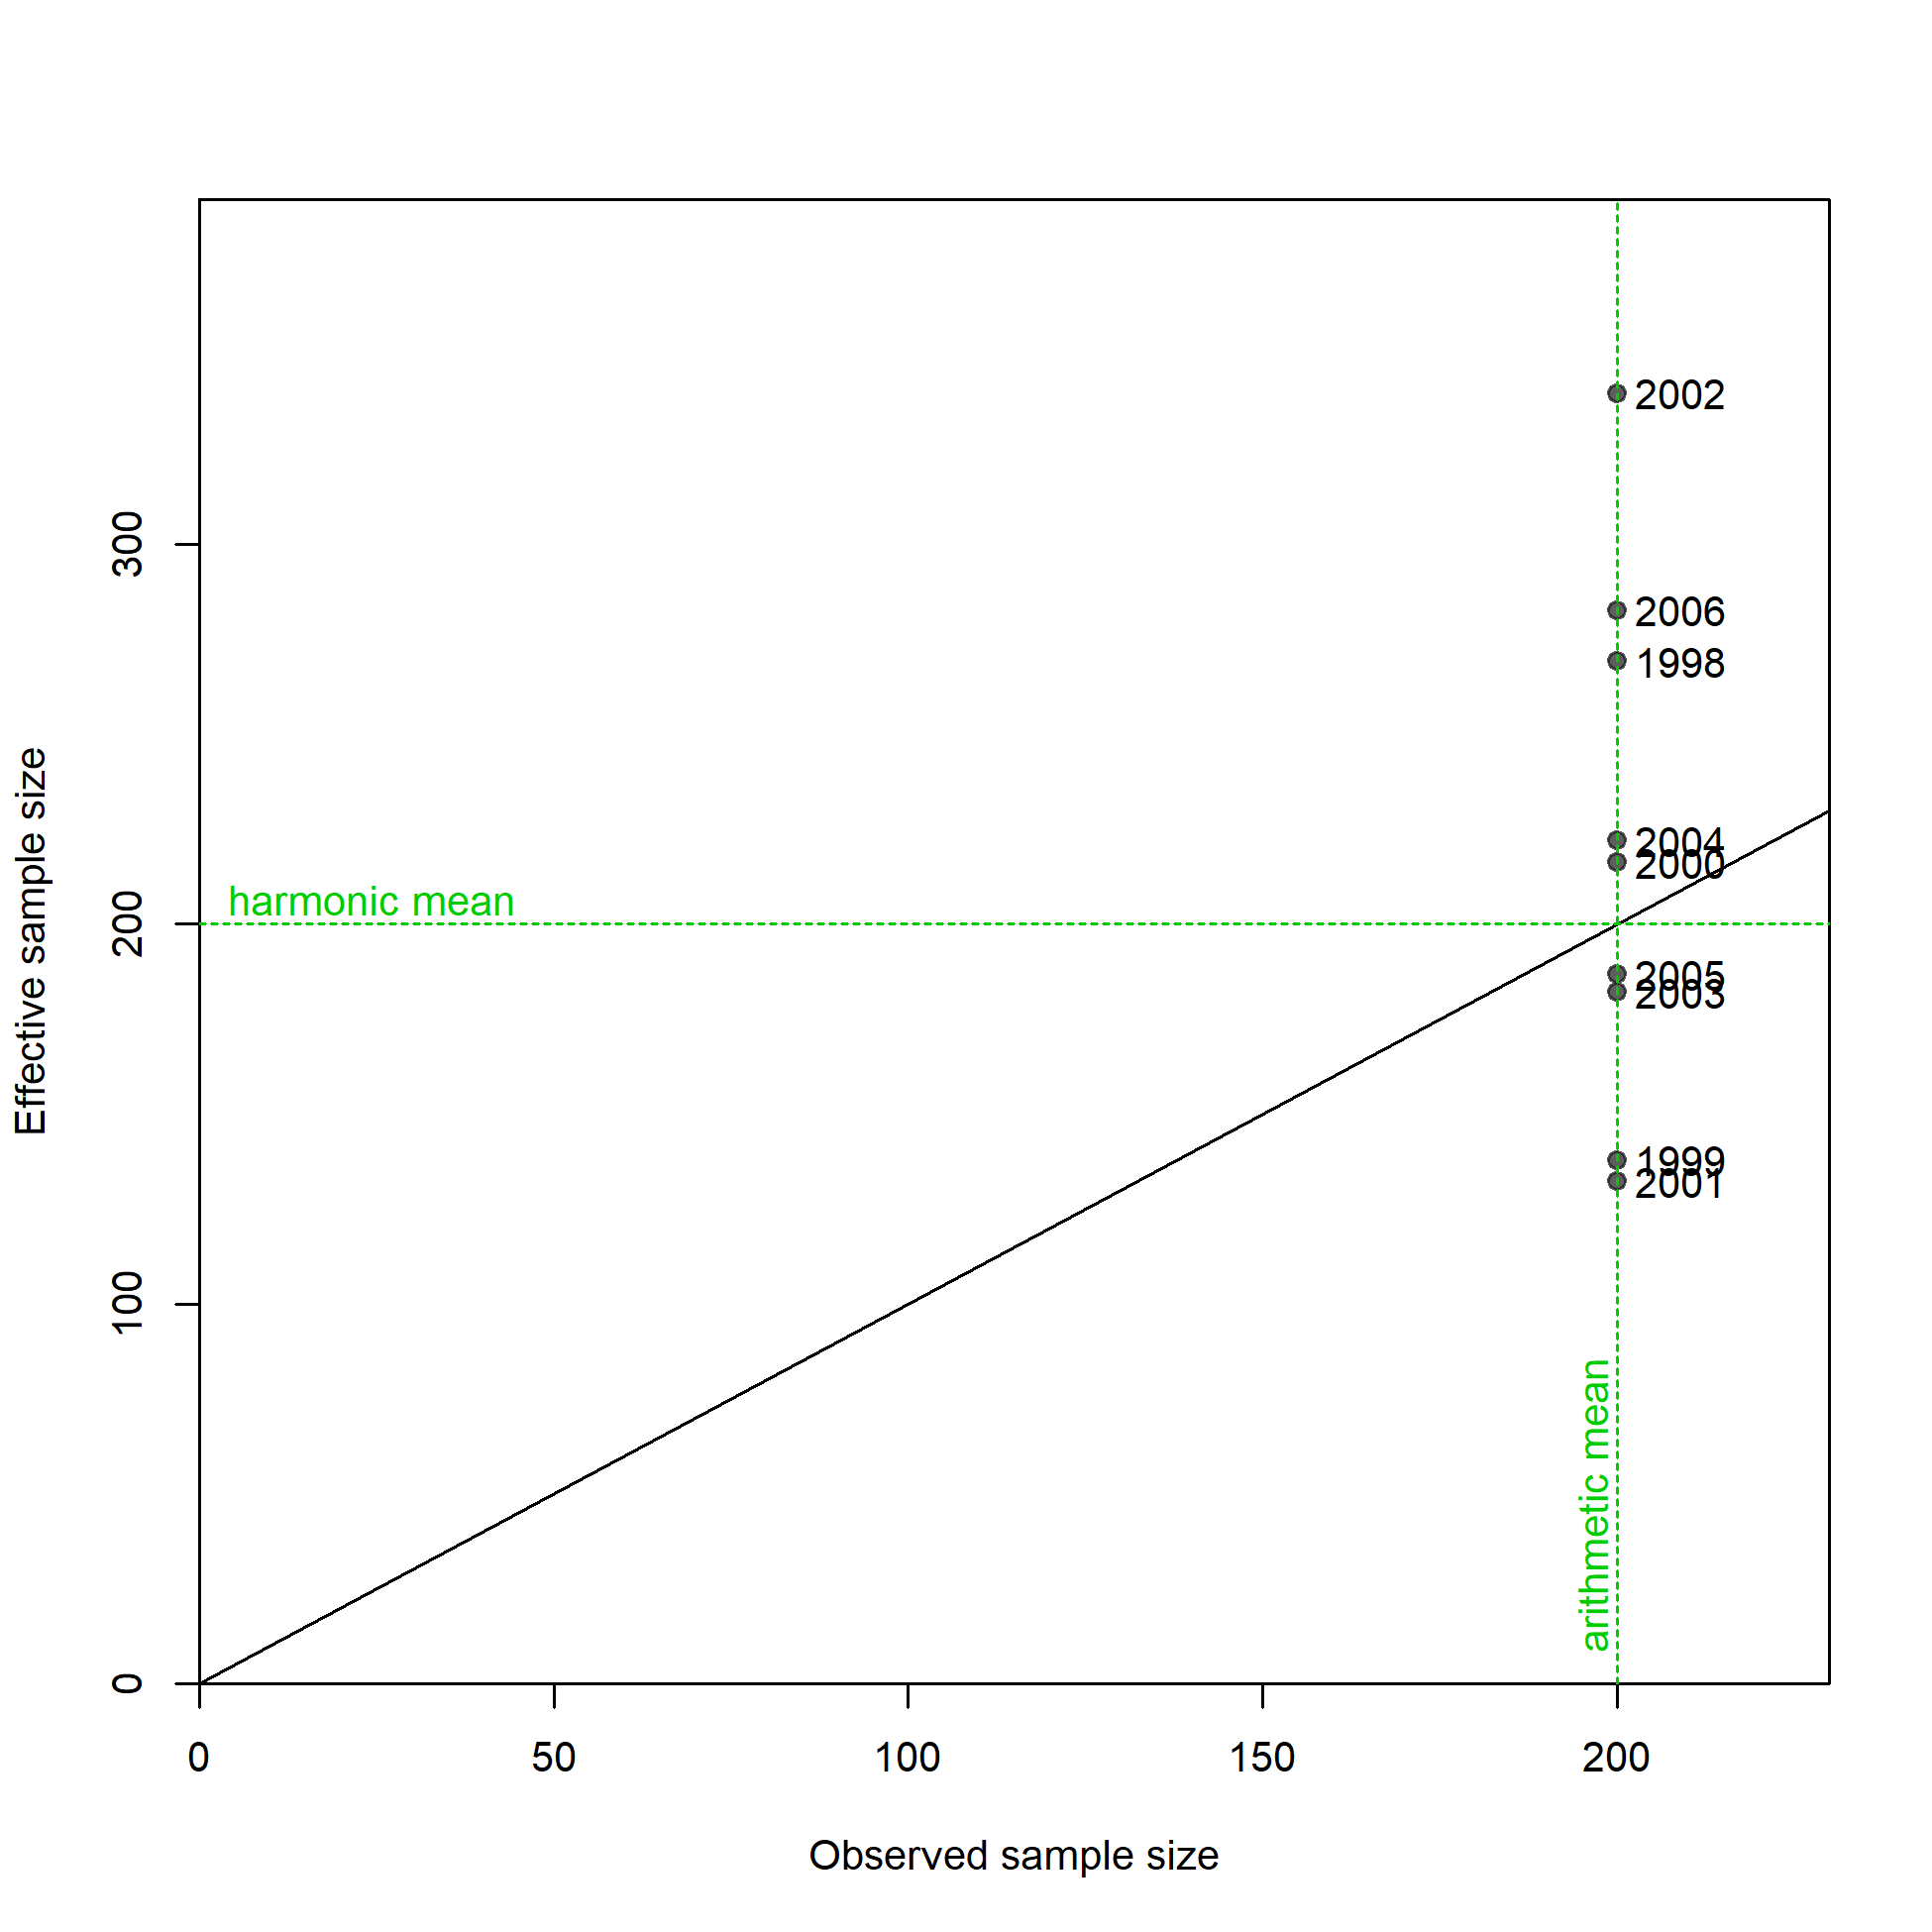 2002
300
2006
1998
2004
2000
harmonic mean
200
2005
2003
Effective sample size
1999
2001
100
arithmetic mean
0
0 50 100 150 200
Observed sample size